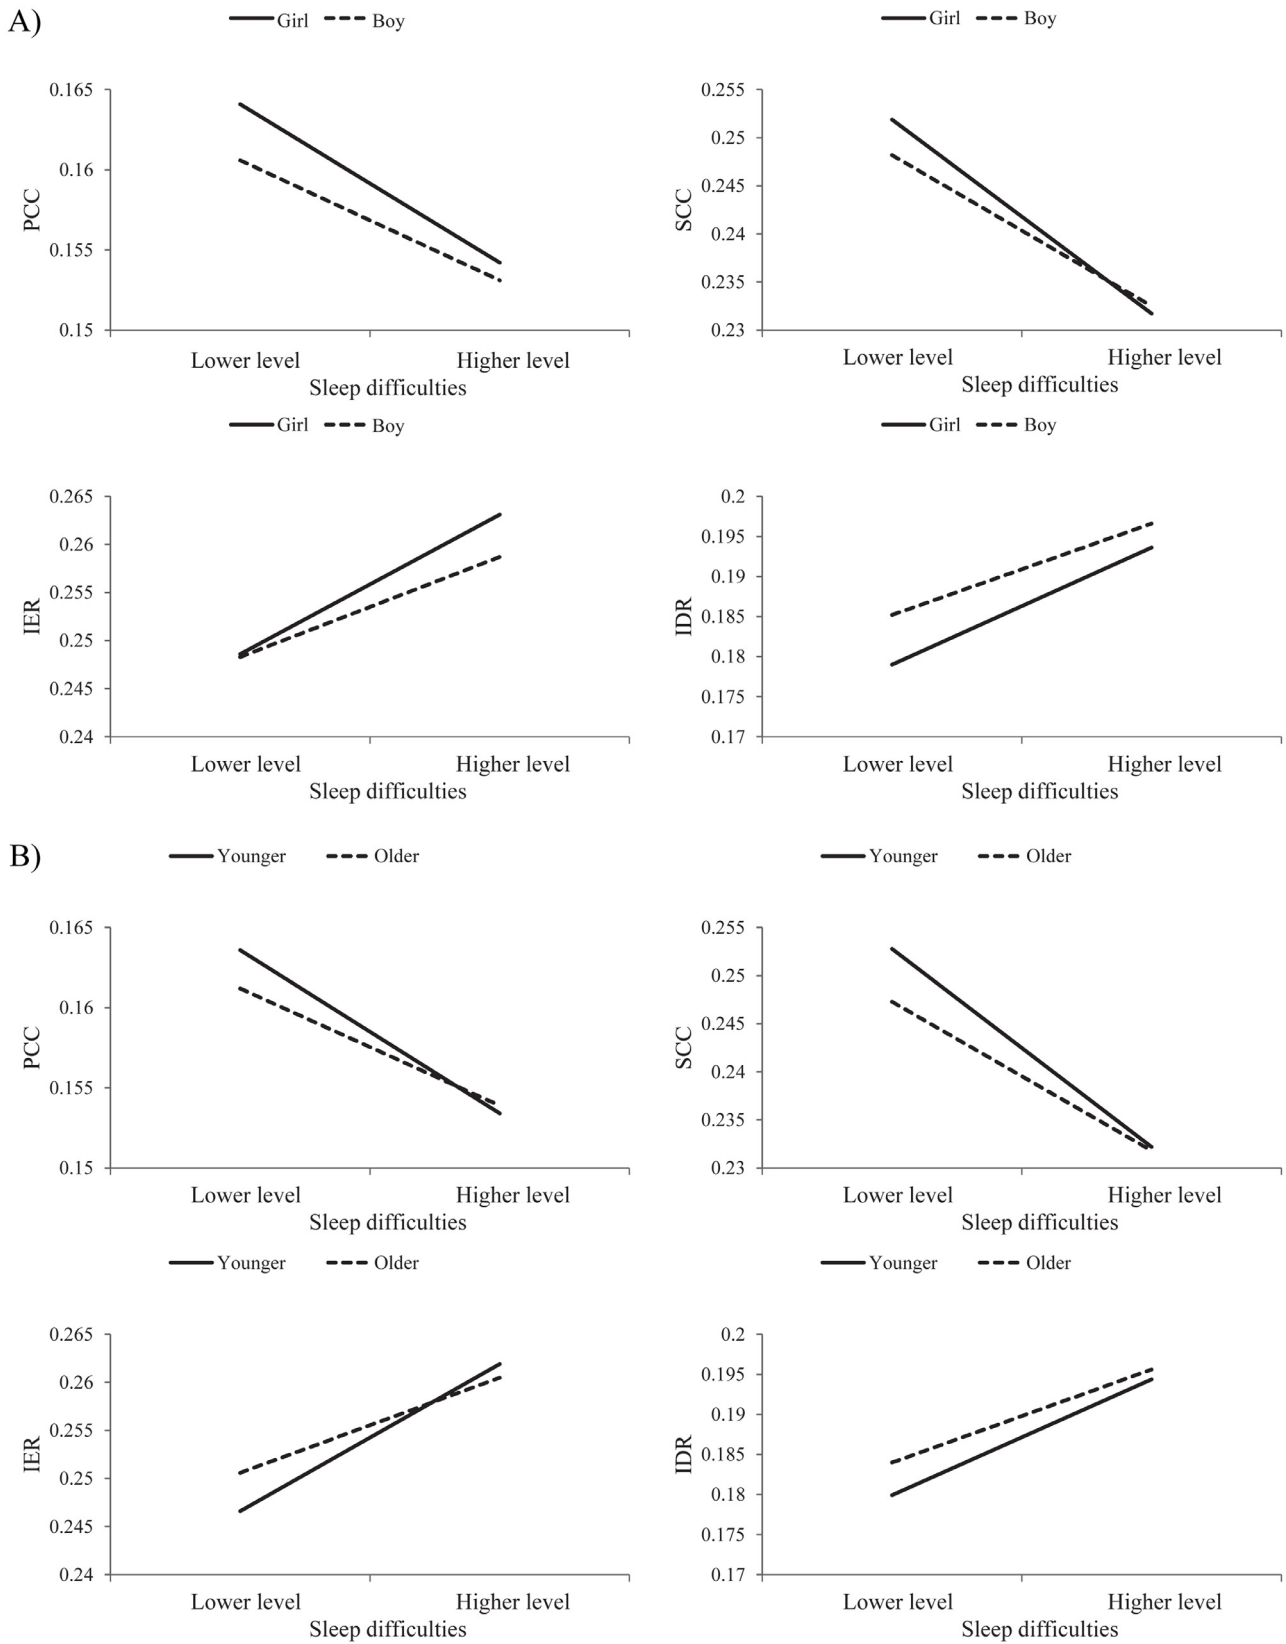 A)
Girl Boy
0.165
0.16
0.155
0.15
PCC
Lower level Higher level
Sleep difficulties
Girl Boy
0.255
0.25
0.245
0.24
0.235
0.23
SCC
Lower level Higher level
Sleep difficulties
Girl Boy
0.265
0.26
0.255
0.25
0.245
0.24
IER
Lower level Higher level
Sleep difficulties
Girl Boy
0.2
0.195
0.19
0.185
0.18
0.175
0.17
IDR
Lower level Higher level
Sleep difficulties
B)
Younger Older
0.165
0.16
0.155
0.15
PCC
Lower level Higher level
Sleep difficulties
Younger Older
0.255
0.25
0.245
0.24
0.235
0.23
SCC
Lower level Higher level
Sleep difficulties
Younger Older
0.265
0.26
0.255
0.25
0.245
0.24
IER
Lower level Higher level
Sleep difficulties
Younger Older
0.2
0.195
0.19
0.185
0.18
0.175
0.17
IDR
Lower level Higher level
Sleep difficulties